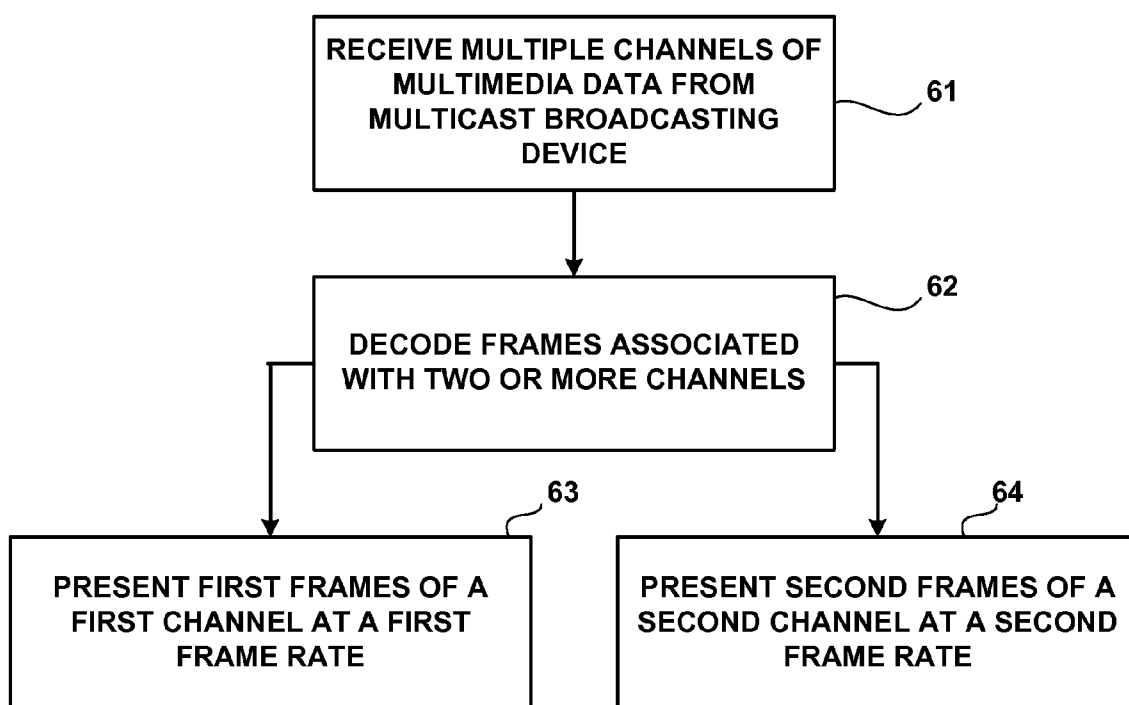 RECEIVE MULTIPLE CHANNELS OF
MULTIMEDIA DATA FROM
MULTICAST BROADCASTING
DEVICE
61
62
DECODE FRAMES ASSOCIATED
WITH TWO OR MORE CHANNELS
63
64
PRESENT FIRST FRAMES OF A
FIRST CHANNEL AT A FIRST
FRAME RATE
PRESENT SECOND FRAMES OF A
SECOND CHANNEL AT A SECOND
FRAME RATE